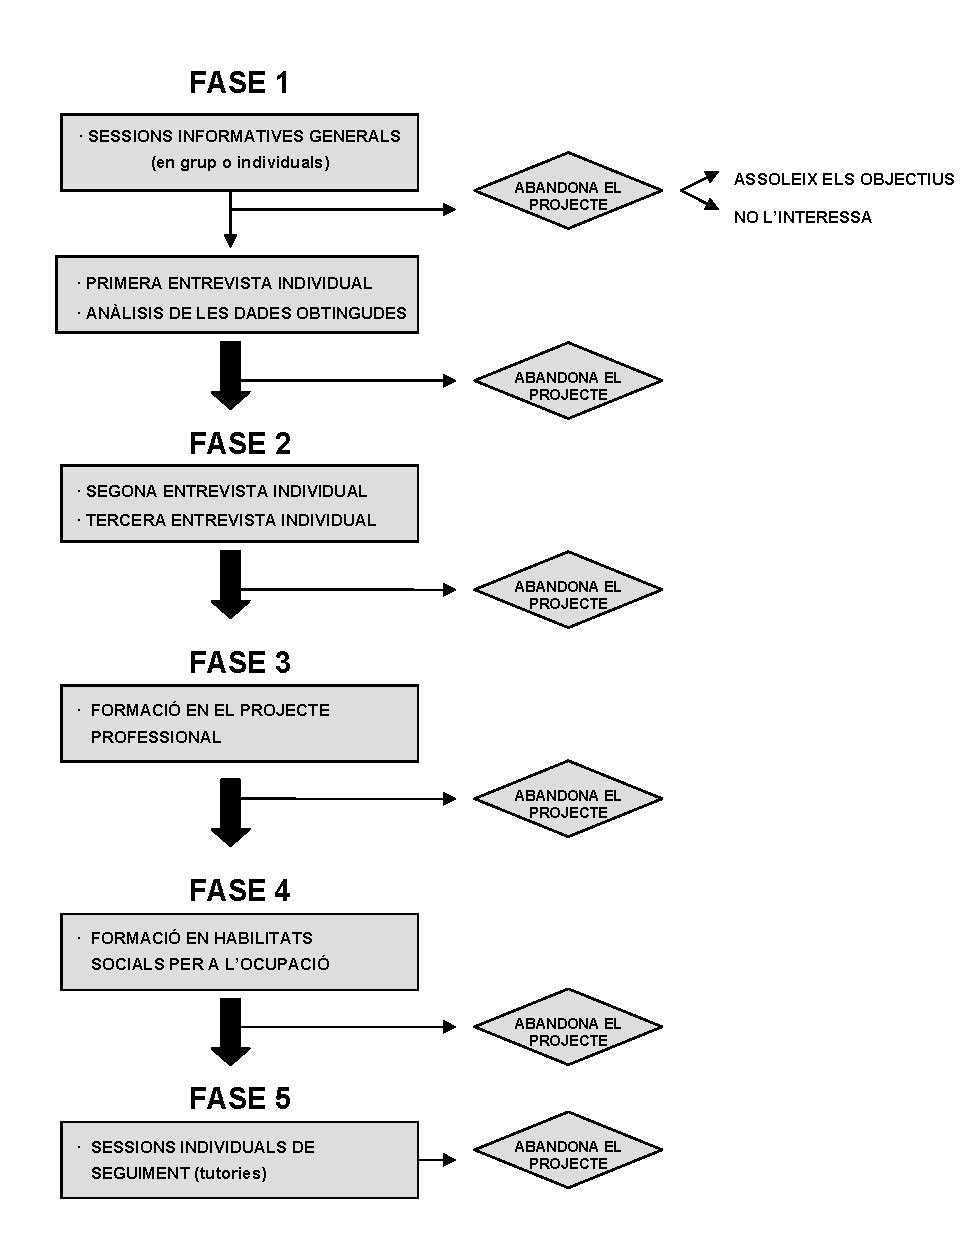 FASE 1
· SESSIONS INFORMATIVES GENERALS
(en grup o individuals)
ABANDONA EL
PROJECTE
ASSOLEIX ELS OBJECTIUS
NO L'INTERESSA
· PRIMERA ENTREVISTA INDIVIDUAL
· ANÀLISIS DE LES DADES OBTINGUDES
ABANDONA EL
PROJECTE
FASE 2
· SEGONA ENTREVISTA INDIVIDUAL
· TERCERA ENTREVISTA INDIVIDUAL
ABANDONA EL
PROJECTE
FASE 3
· FORMACIÓ EN EL PROJECTE
PROFESSIONAL
ABANDONA EL
PROJECTE
FASE 4
· FORMACIÓ EN HABILITATS
SOCIALS PER A L'OCUPACIÓ
ABANDONA EL
PROJECTE
FASE 5
· SESSIONS INDIVIDUALS DE
SEGUIMENT (tutories)
ABANDONA EL
PROJECTE